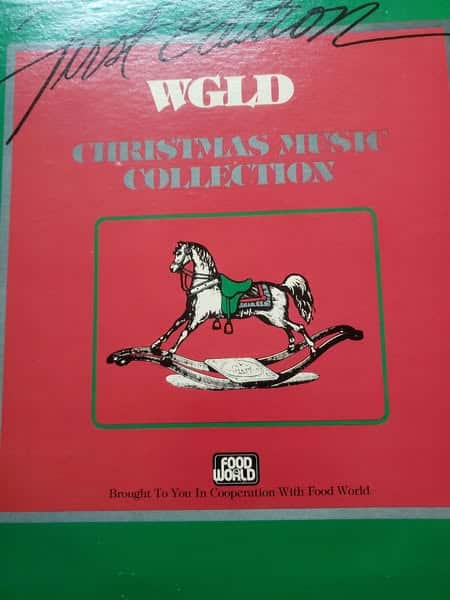 First Edition
WGLD
CHRISTMAS MUSIC
COLLECTION
FOOD
WORLD
Brought To You In Cooperation With Food World